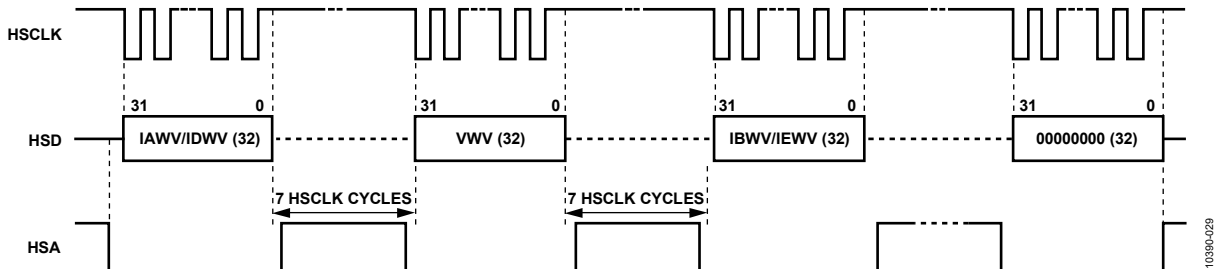 HSCLK
31 0 31 0 31 0 31 0
HSD IAWV/IDWV (32) VWV (32) IBWV/IEWV (32) 00000000 (32)
7 HSCLK CYCLES 7 HSCLK CYCLES
HSA
10390-029